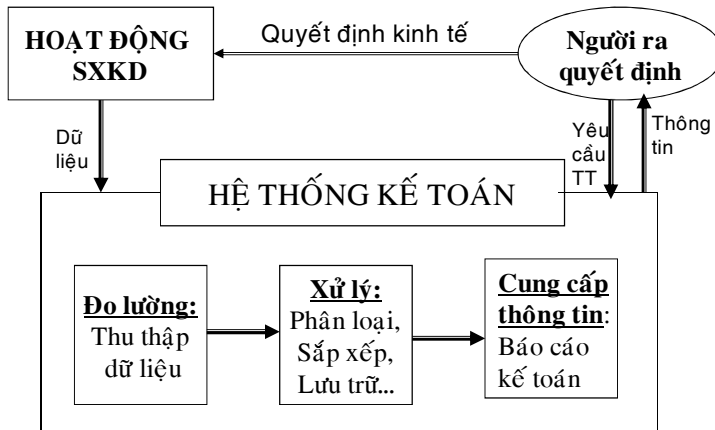 HOẠT ĐỘNG
SXKD
Quyết định kinh tế
Người ra
quyết định
Dữ
liệu
Yêu
cầu
TT
Thông
tin
HỆ THỐNG KẾ TOÁN
Đo lường:
Thu thập
dữ liệu
Xử lý:
Phân loại,
Sắp xếp,
Lưu trữ...
Cung cấp
thông tin:
Báo cáo
kế toán